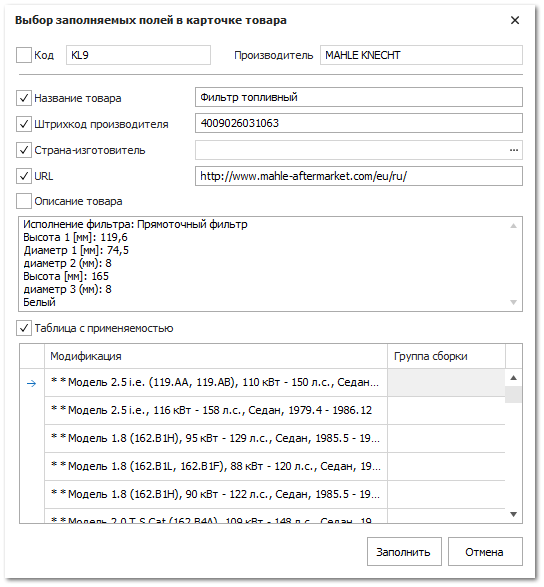 Выбор заполняемых полей в карточке товара
Код KL9 Производитель MAHLE KNECHT
Название товара Фильтр топливный
Штрихкод производителя 4009026031063
Страна-изготовитель ...
URL http://www.mahle-aftermarket.com/eu/ru/
Описание товара
Исполнение фильтра: Прямоточный фильтр
Высота 1 [мм]: 119,6
Диаметр 1 [мм]: 74,5
диаметр 2 (мм): 8
Высота [мм]: 165
диаметр 3 (мм): 8
Белый
Таблица с применяемостью
Модификация Группа сборки
* * Модель 2.5 i.e. (119.AA, 119.AB), 110 кВт - 150 л.с., Седан...
* * Модель 2.5 i.e., 116 кВт - 158 л.с., Седан, 1979.4 - 1986.12
* * Модель 1.8 (162.B1H), 95 кВт - 129 л.с., Седан, 1985.5 - 19...
* * Модель 1.8 (162.B1L, 162.B1F), 88 кВт - 120 л.с., Седан, 19...
* * Модель 1.8 (162.B1H), 90 кВт - 122 л.с., Седан, 1985.5 - 19...
* * Модель 2.0 T.S.Cat (162.B4A), 109 кВт - 148 л.с., Седан, 19...
Заполнить Отмена